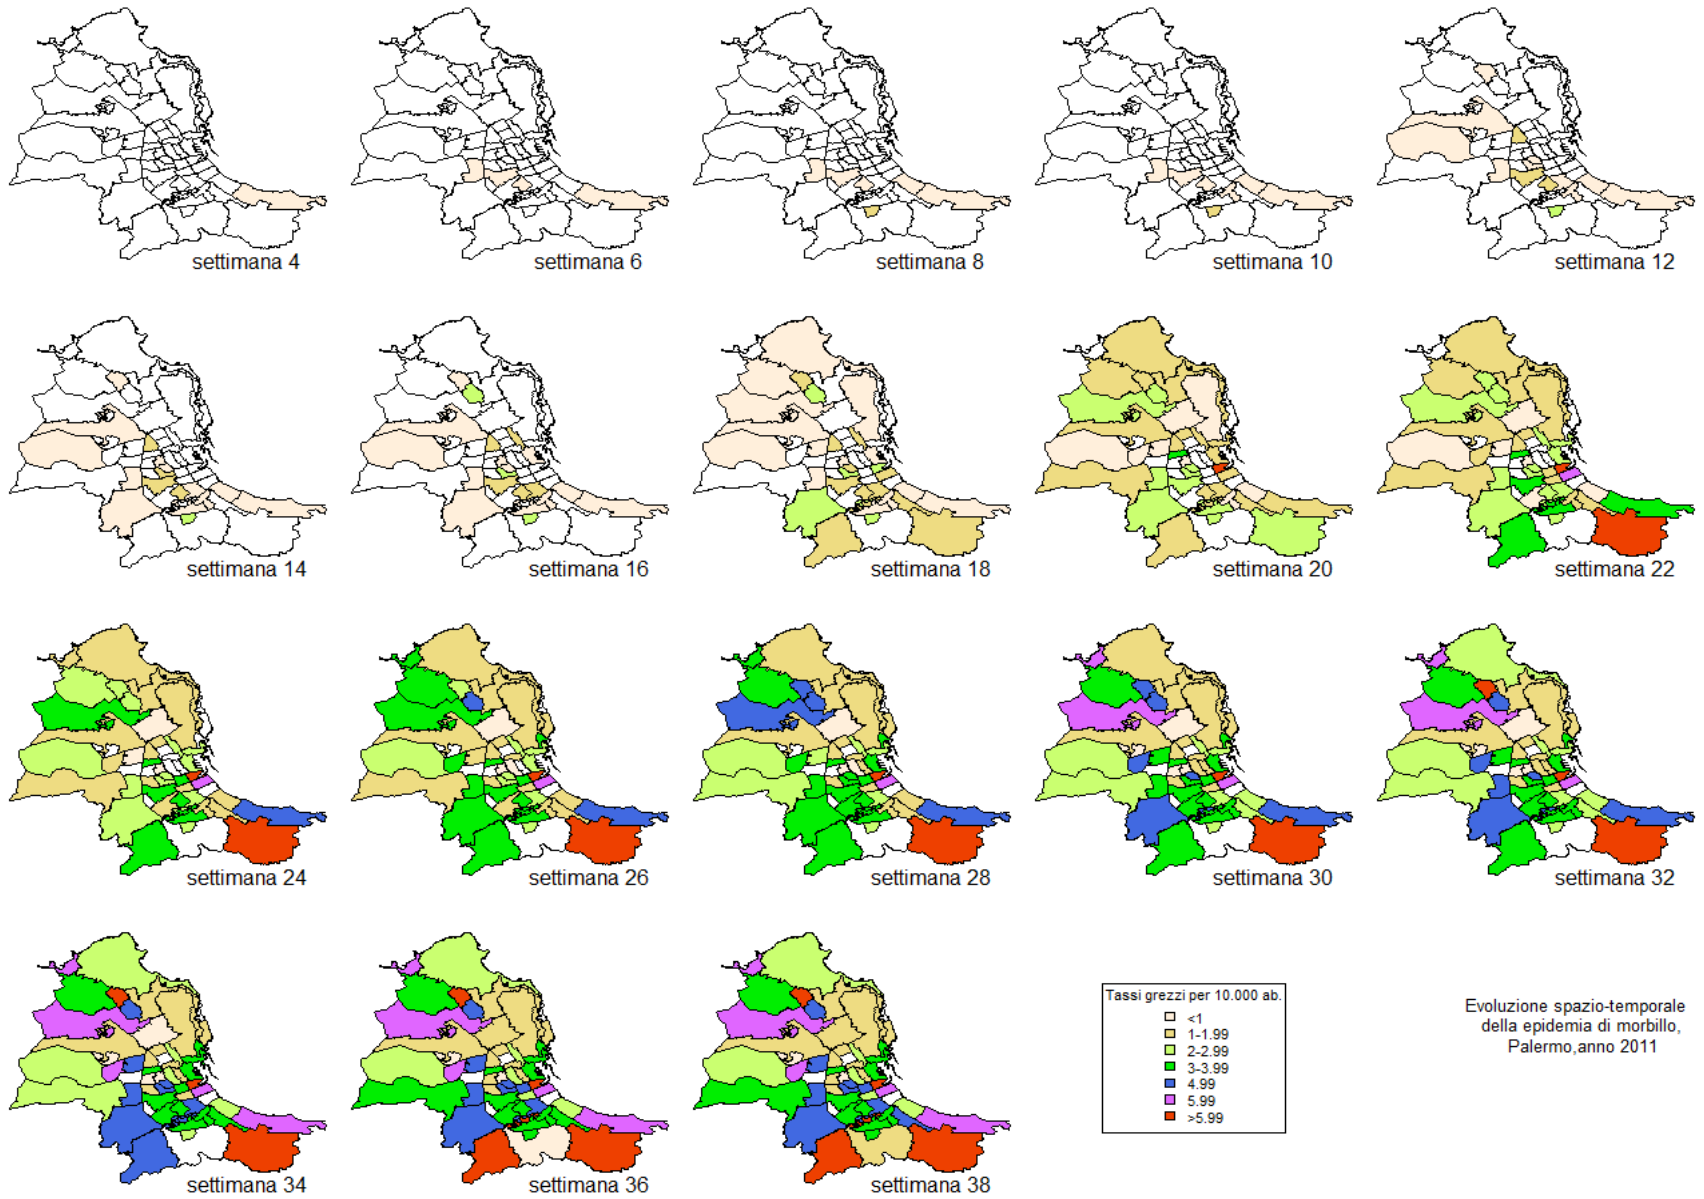 settimana 4
settimana 6
settimana 8
settimana 10
settimana 12
settimana 14
settimana 16
settimana 18
settimana 20
settimana 22
settimana 24
settimana 26
settimana 28
settimana 30
settimana 32
settimana 34
settimana 36
settimana 38
Tassi grezzi per 10.000 ab.
<1
1-1.99
2-2.99
3-3.99
4.99
5.99
>5.99
Evoluzione spazio-temporale
della epidemia di morbillo,
Palermo,anno 2011